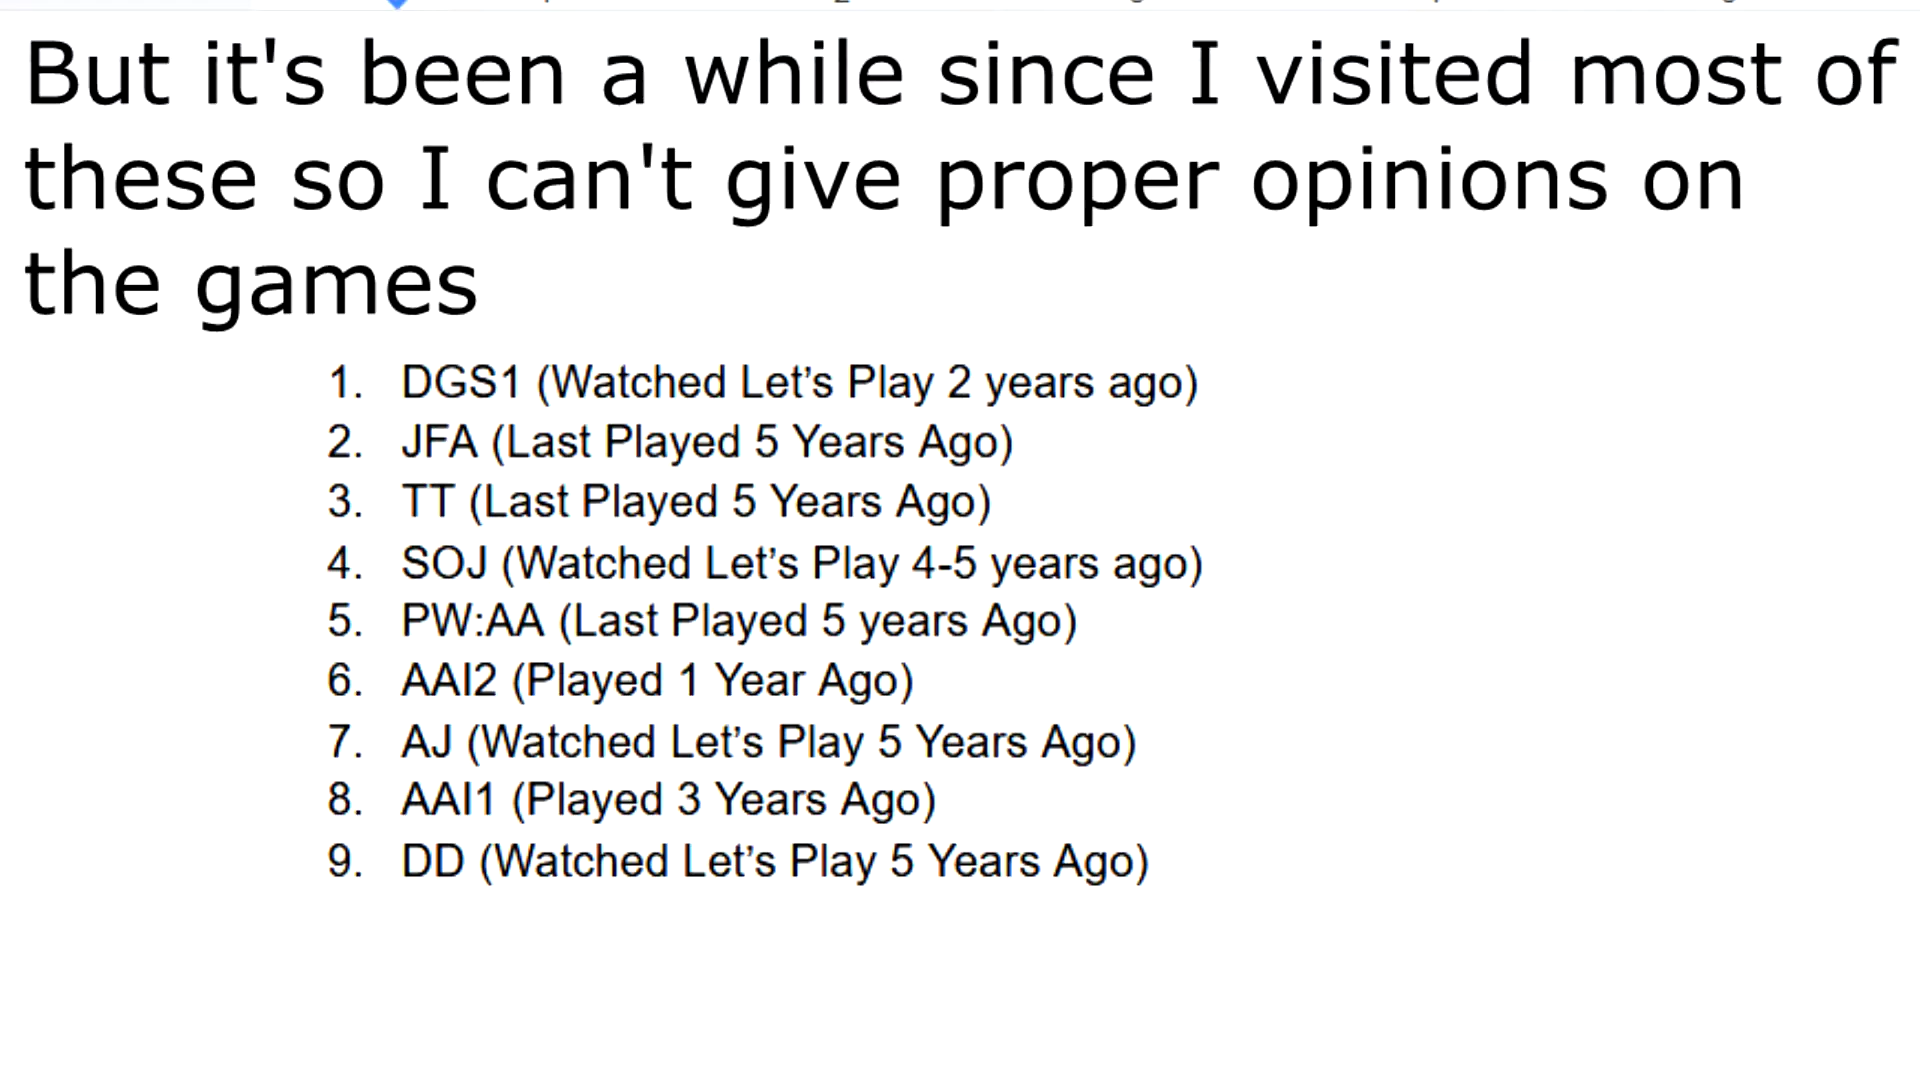 But it's been a while since I visited most of
these so I can't give proper opinions on
the games
1. DGS1 (Watched Let’s Play 2 years ago)
2. JFA (Last Played 5 Years Ago)
3. TT (Last Played 5 Years Ago)
4. SOJ (Watched Let’s Play 4-5 years ago)
5. PW:AA (Last Played 5 years Ago)
6. AAI2 (Played 1 Year Ago)
7. AJ (Watched Let’s Play 5 Years Ago)
8. AAI1 (Played 3 Years Ago)
9. DD (Watched Let’s Play 5 Years Ago)